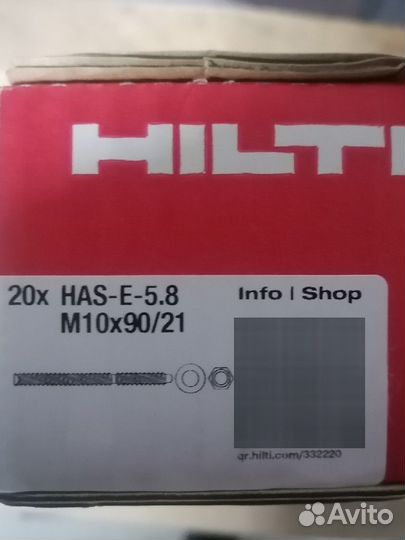 HILTI
20x HAS-E-5.8
M10x90/21
Info | Shop
qr.hilti.com/332220
Avito